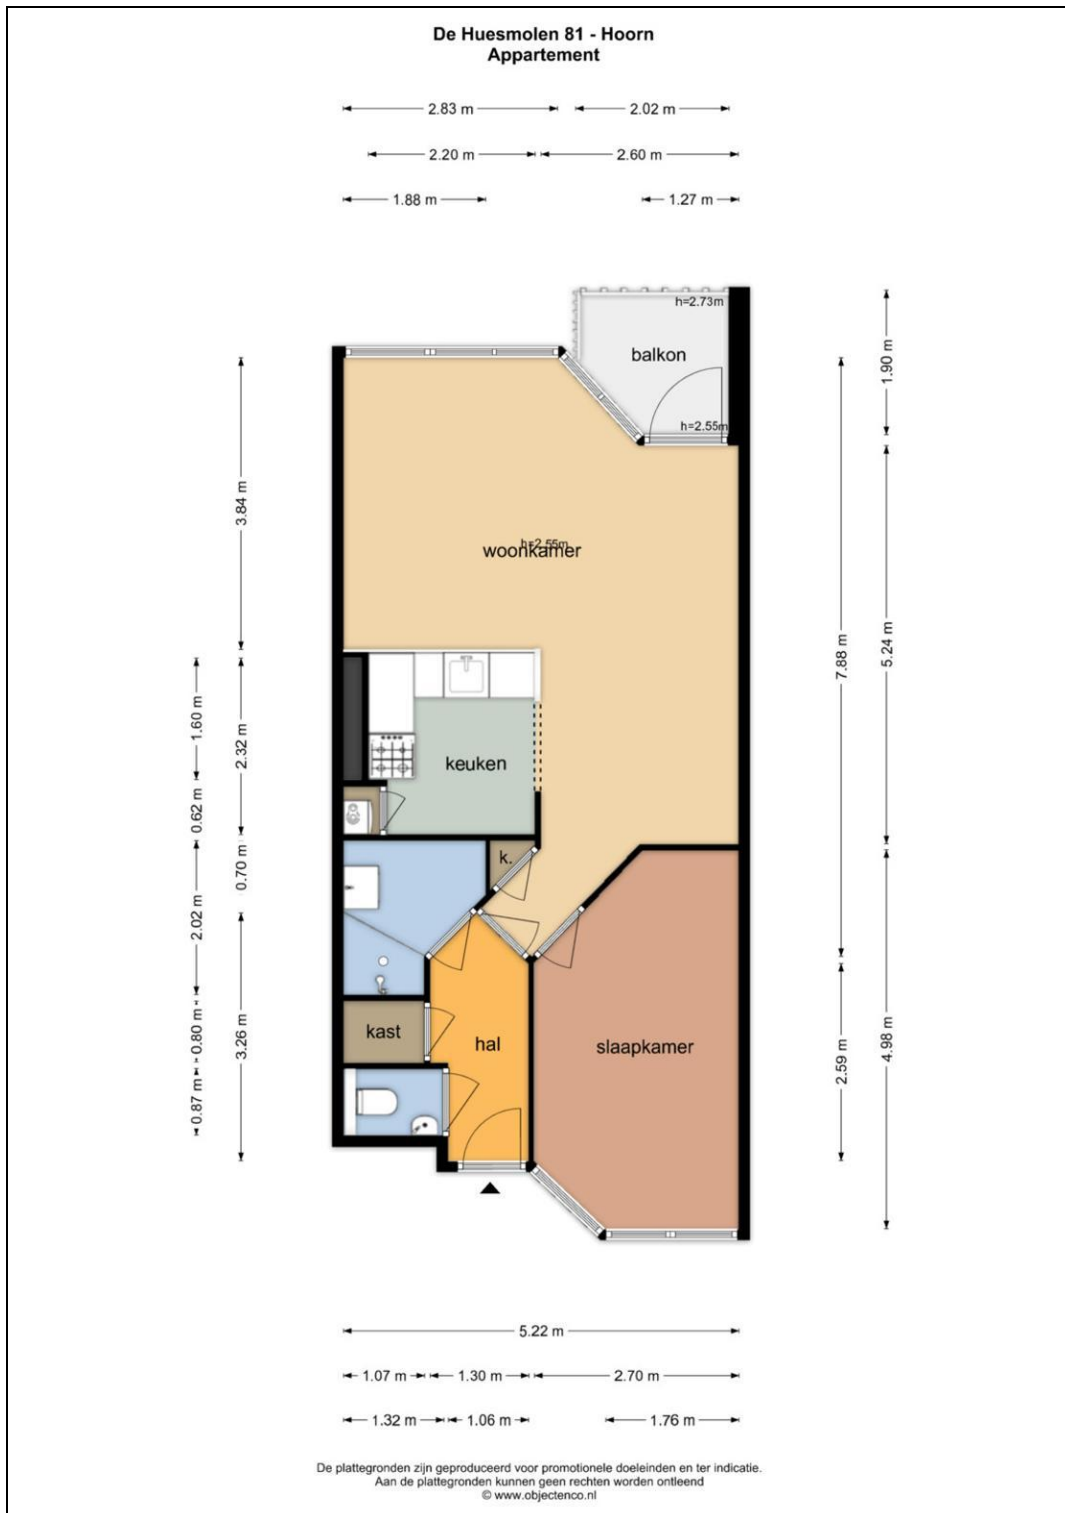 De Huesmolen 81 - Hoorn
Appartement
2.83 m
2.02 m
2.20 m
2.60 m
1.88 m
1.27 m
h=2.73m
balkon
h=2.55m
1.90 m
3.84 m
h=2.55m
woonkamer
7.88 m
5.24 m
1.60 m
2.32 m
keuken
0.62 m
0.70 m
k.
2.02 m
3.26 m
0.80 m
0.87 m
kast
hal
slaapkamer
2.59 m
4.98 m
5.22 m
1.07 m
1.30 m
2.70 m
1.32 m
1.06 m
1.76 m
De plattegronden zijn geproduceerd voor promotionele doeleinden en ter indicatie.
Aan de plattegronden kunnen geen rechten worden ontleend
© www.objectenco.nl